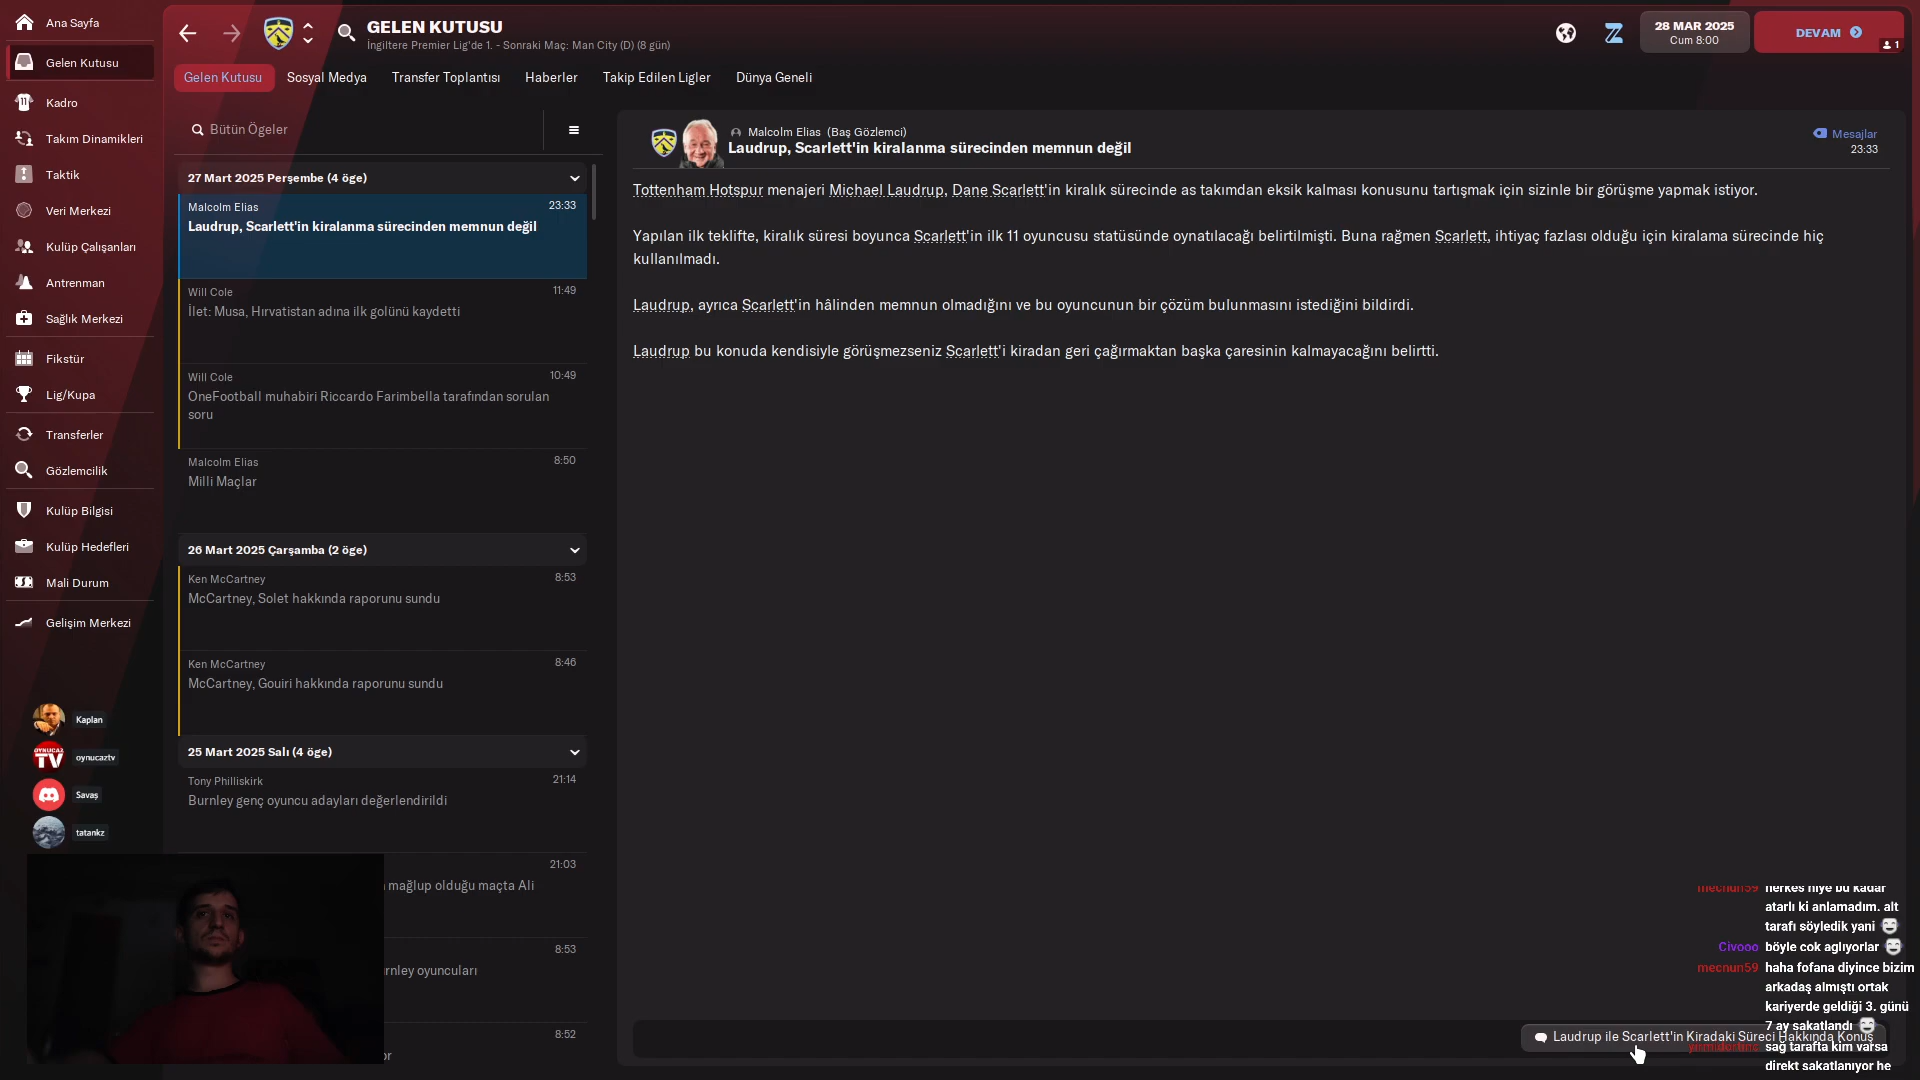 Ana Sayfa
Gelen Kutusu
Kadro
Takım Dinamikleri
Taktik
Veri Merkezi
Kulüp Çalışanları
Antrenman
Sağlık Merkezi
Fikstür
Lig/Kupa
Transferler
Gözlemcilik
Kulüp Bilgisi
Kulüp Hedefleri
Mali Durum
Gelişim Merkezi
Kaplan
OYNUCAZ
TV
oynucaztv
Savaş
tatankz
GELEN KUTUSU
İngiltere Premier Lig'de 1. - Sonraki Maç: Man City (D) (8 gün)
28 MAR 2025
Cum 8:00
DEVAM
1
Gelen Kutusu
Sosyal Medya
Transfer Toplantısı
Haberler
Takip Edilen Ligler
Dünya Geneli
Bütün Ögeler
27 Mart 2025 Perşembe (4 öge)
Malcolm Elias 23:33
Laudrup, Scarlett'in kiralanma sürecinden memnun değil
Will Cole 11:49
İlet: Musa, Hırvatistan adına ilk golünü kaydetti
Will Cole 10:49
OneFootball muhabiri Riccardo Farimbella tarafından sorulan
soru
Malcolm Elias 8:50
Milli Maçlar
26 Mart 2025 Çarşamba (2 öge)
Ken McCartney 8:53
McCartney, Solet hakkında raporunu sundu
Ken McCartney 8:46
McCartney, Gouiri hakkında raporunu sundu
25 Mart 2025 Salı (4 öge)
Tony Philliskirk 21:14
Burnley genç oyuncu adayları değerlendirildi
21:03
mağlup olduğu maçta Ali
8:53
rnley oyuncuları
8:52
or
Malcolm Elias (Baş Gözlemci)
Laudrup, Scarlett'in kiralanma sürecinden memnun değil
Mesajlar
23:33
Tottenham Hotspur menajeri Michael Laudrup, Dane Scarlett'in kiralık sürecinde as takımdan eksik kalması konusunu tartışmak için sizinle bir görüşme yapmak istiyor.
Yapılan ilk teklifte, kiralık süresi boyunca Scarlett'in ilk 11 oyuncusu statüsünde oynatılacağı belirtilmişti. Buna rağmen Scarlett, ihtiyaç fazlası olduğu için kiralama sürecinde hiç
kullanılmadı.
Laudrup, ayrıca Scarlett'in hâlinden memnun olmadığını ve bu oyuncunun bir çözüm bulunmasını istediğini bildirdi.
Laudrup bu konuda kendisiyle görüşmezseniz Scarlett'i kiradan geri çağırmaktan başka çaresinin kalmayacağını belirtti.
mecnun59 herkes niye bu kadar
atarlı ki anlamadım. alt
tarafı söyledik yani
Civooo böyle cok aglıyorlar
mecnun59 haha fofana diyince bizim
arkadaş almıştı ortak
kariyerde geldiği 3. günü
7 ay sakatlandı
Laudrup ile Scarlett'in Kiradaki Süreci Hakkında Konuş
sağ tarafta kim varsa
direkt sakatlanıyor he